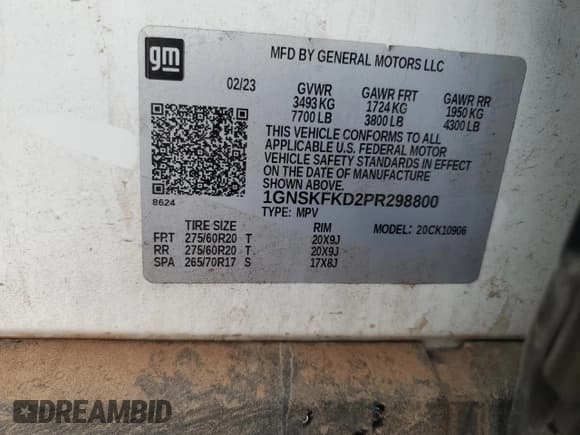 gm
MFD BY GENERAL MOTORS LLC
02/23 GVWR GAWR FRT GAWR RR
3493 KG 1724 KG 1950 KG
7700 LB 3800 LB 4300 LB
THIS VEHICLE CONFORMS TO ALL
APPLICABLE U.S. FEDERAL MOTOR
VEHICLE SAFETY STANDARDS IN EFFECT
ON THE DATE OF MANUFACTURE
SHOWN ABOVE.
8624 1GNSKFKD2PR298800
TYPE: MPV MODEL: 20CK10906
TIRE SIZE RIM
FRT 275/60R20 T 20X9J
RR 275/60R20 T 20X9J
SPA 265/70R17 S 17X8J
DREAMBID